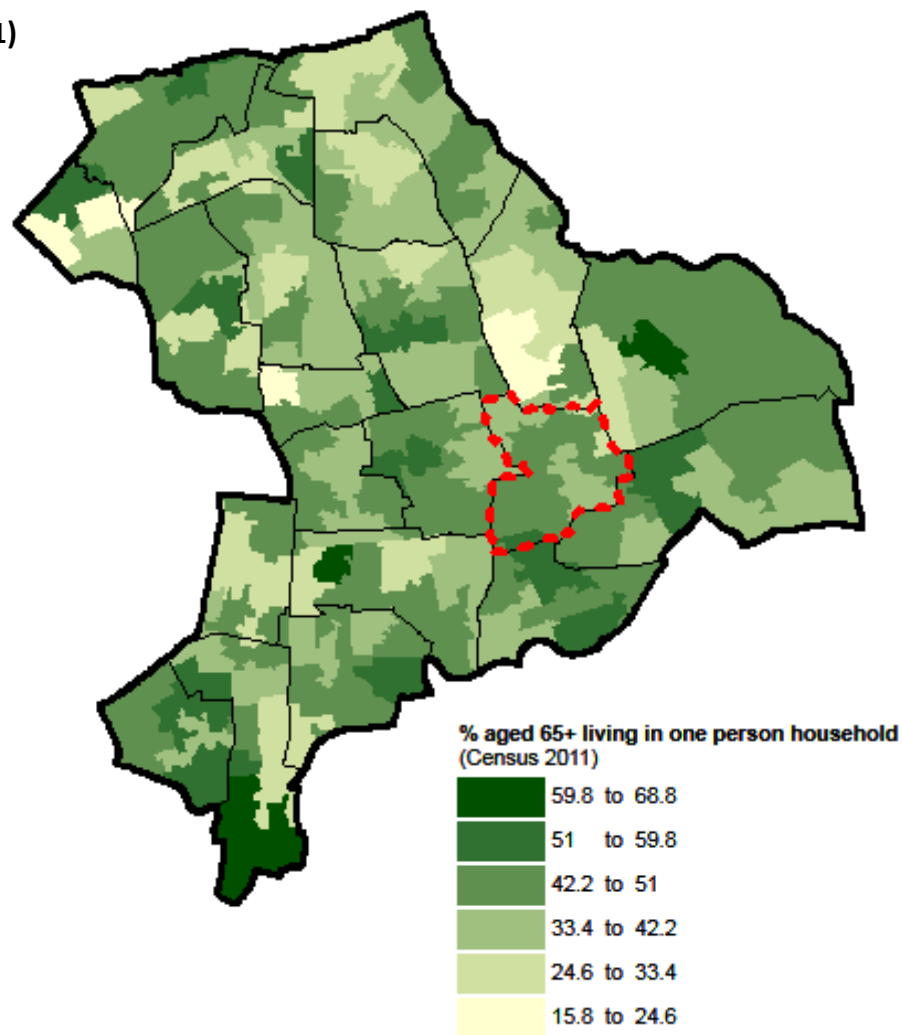 1)
% aged 65+ living in one person household
(Census 2011)
59.8 to 68.8
51 to 59.8
42.2 to 51
33.4 to 42.2
24.6 to 33.4
15.8 to 24.6